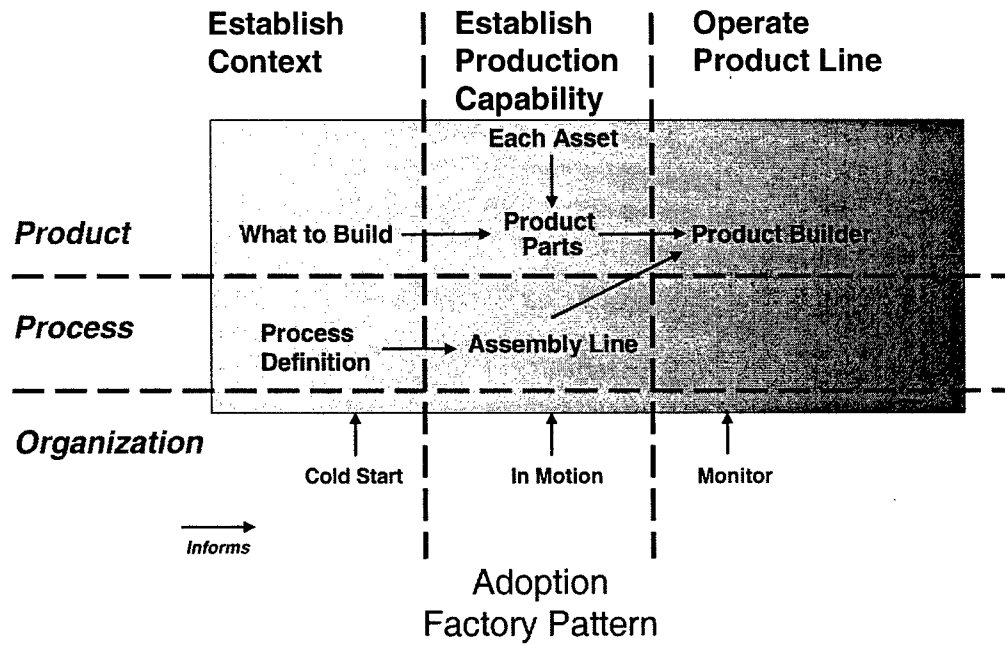 Establish
Context
Establish
Production
Capability
Operate
Product Line
Each Asset
Product
What to Build
Product
Parts
Product Builder
Process
Process
Definition
Assembly Line
Organization
Cold Start
In Motion
Monitor
Informs
Adoption
Factory Pattern